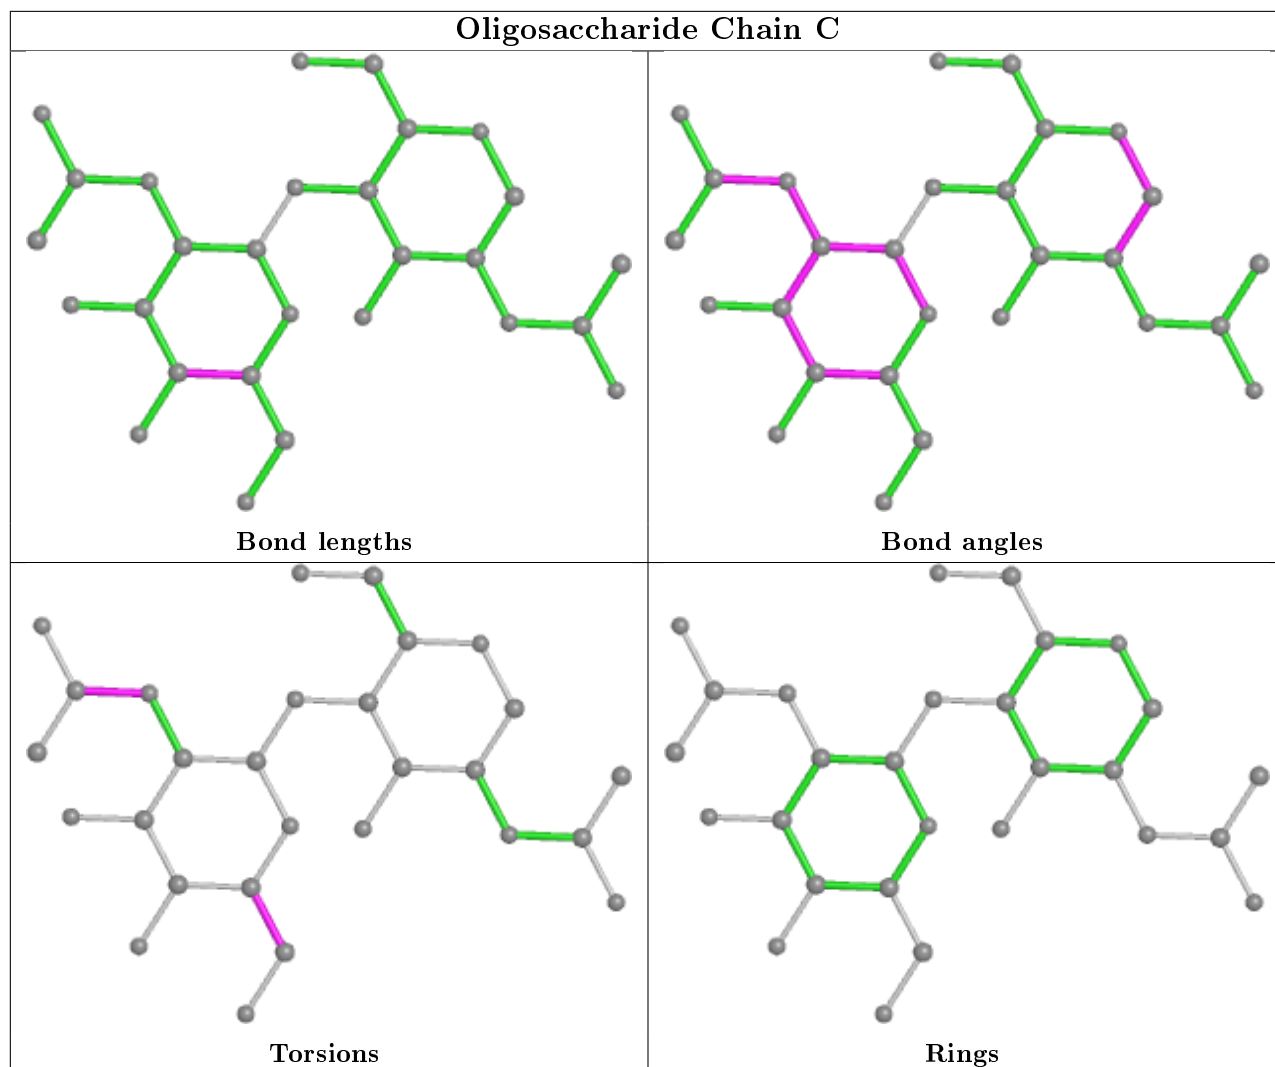 Oligosaccharide Chain C
Bond lengths
Bond angles
Torsions
Rings